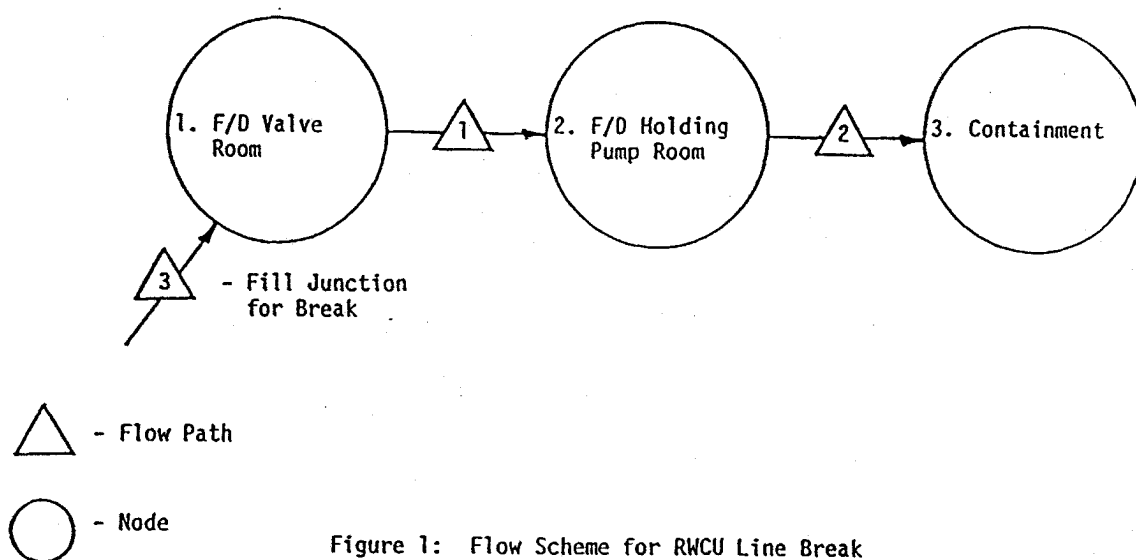 1. F/D Valve
Room
1
2. F/D Holding
Pump Room
2
3. Containment
3
- Fill Junction
for Break
- Flow Path
- Node
Figure 1: Flow Scheme for RWCU Line Break